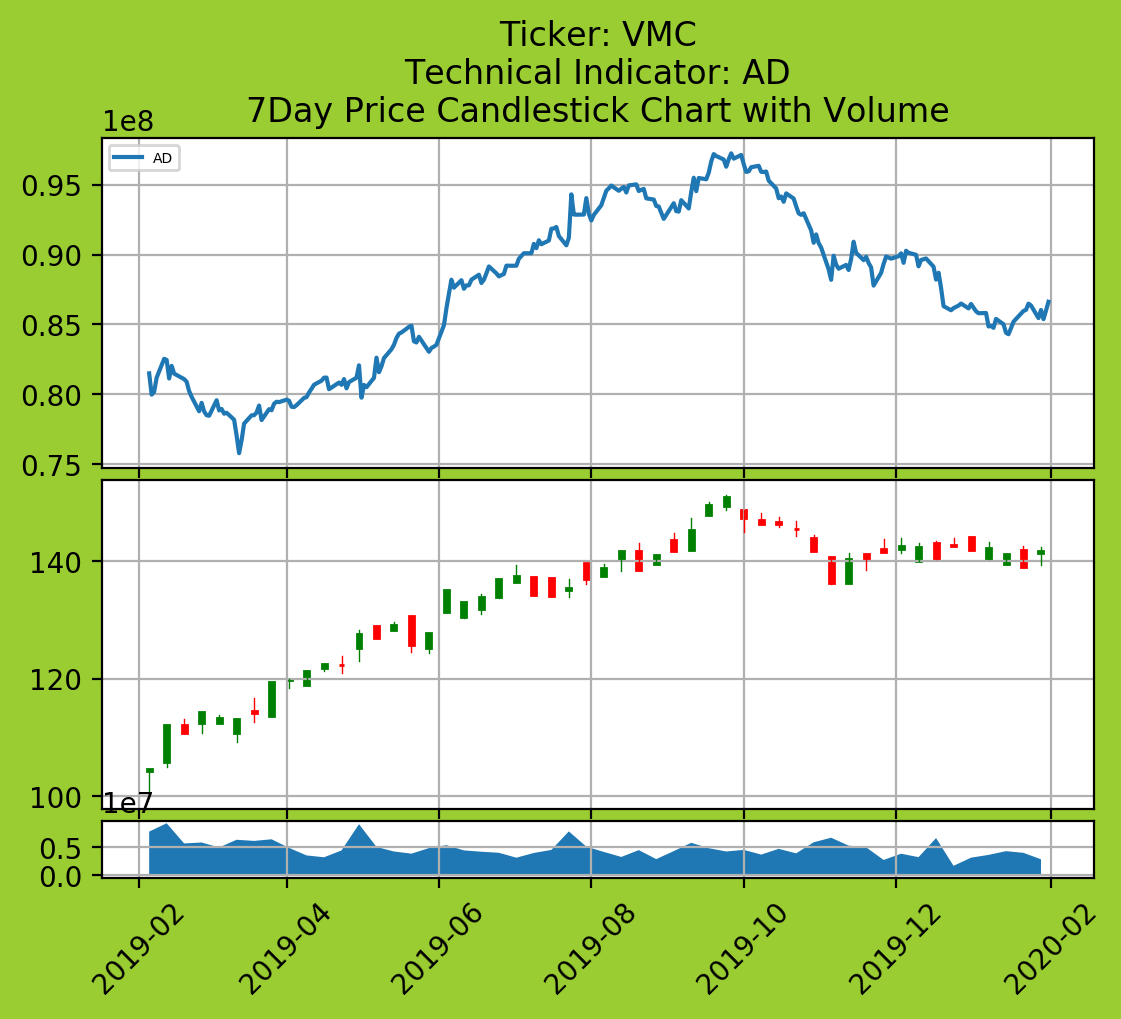 Ticker: VMC
Technical Indicator: AD
7Day Price Candlestick Chart with Volume
1e8
AD
0.95
0.90
0.85
0.80
0.75
140
120
100
1e7
0.5
0.0
2019-02
2019-04
2019-06
2019-08
2019-10
2019-12
2020-02